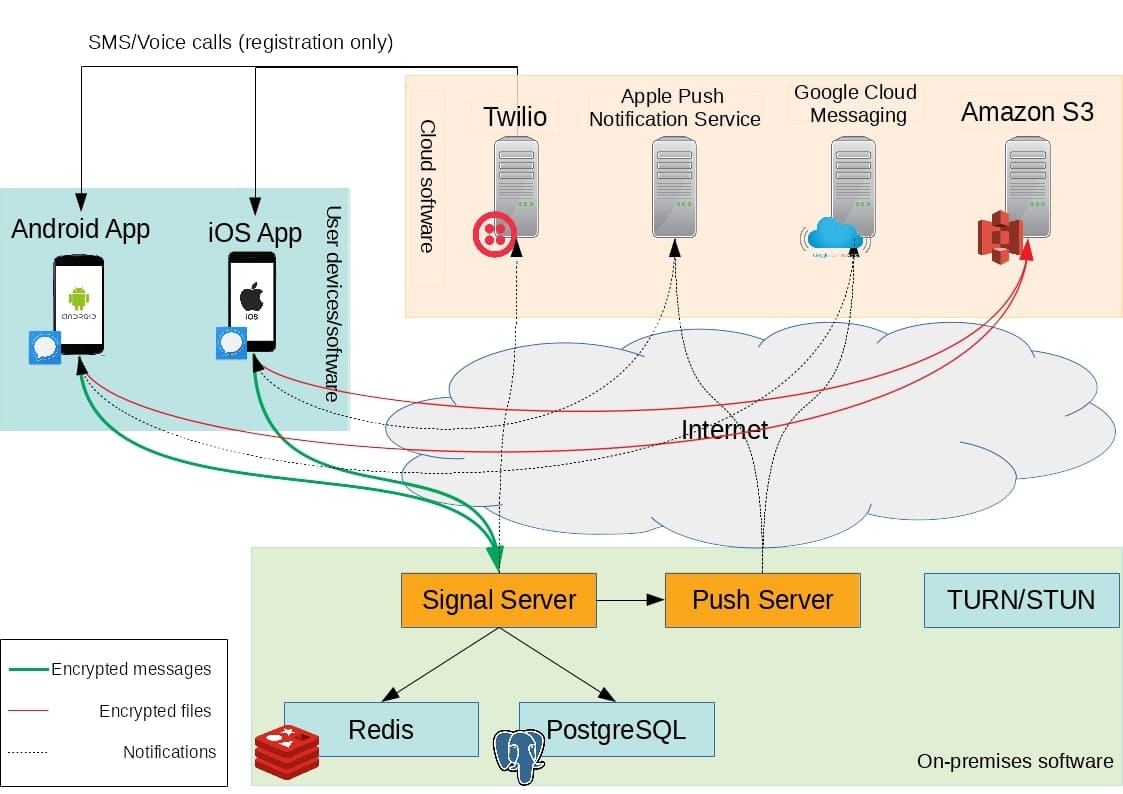 SMS/Voice calls (registration only)
Cloud software
Twilio
Apple Push
Notification Service
Google Cloud
Messaging
Amazon S3
Android App
iOS App
User devices/software
ANDROID
iOS
Internet
Signal Server
Push Server
TURN/STUN
Redis
PostgreSQL
On-premises software
Encrypted messages
Encrypted files
Notifications